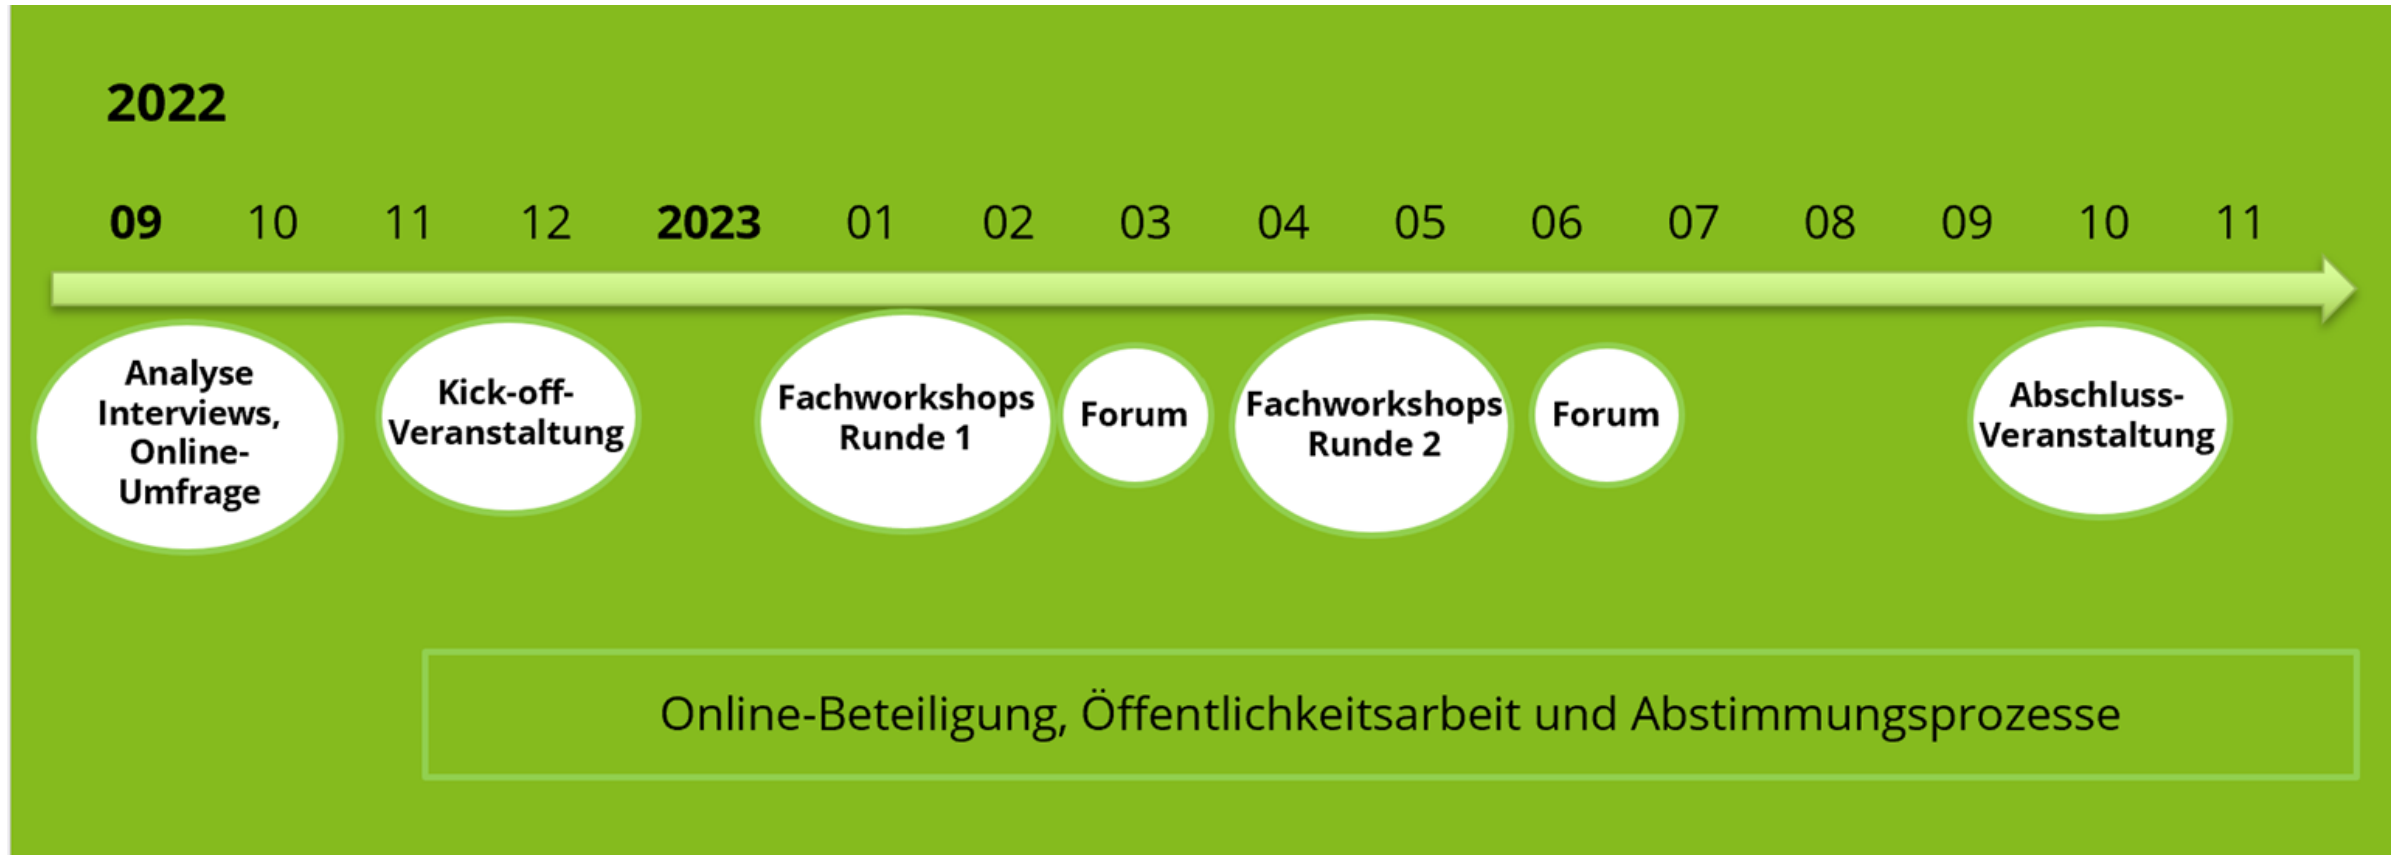 2022
09 10 11 12 2023 01 02 03 04 05 06 07 08 09 10 11
Analyse
Interviews,
Online-
Umfrage
Kick-off-
Veranstaltung
Fachworkshops
Runde 1
Forum
Fachworkshops
Runde 2
Forum
Abschluss-
Veranstaltung
Online-Beteiligung, Öffentlichkeitsarbeit und Abstimmungsprozesse